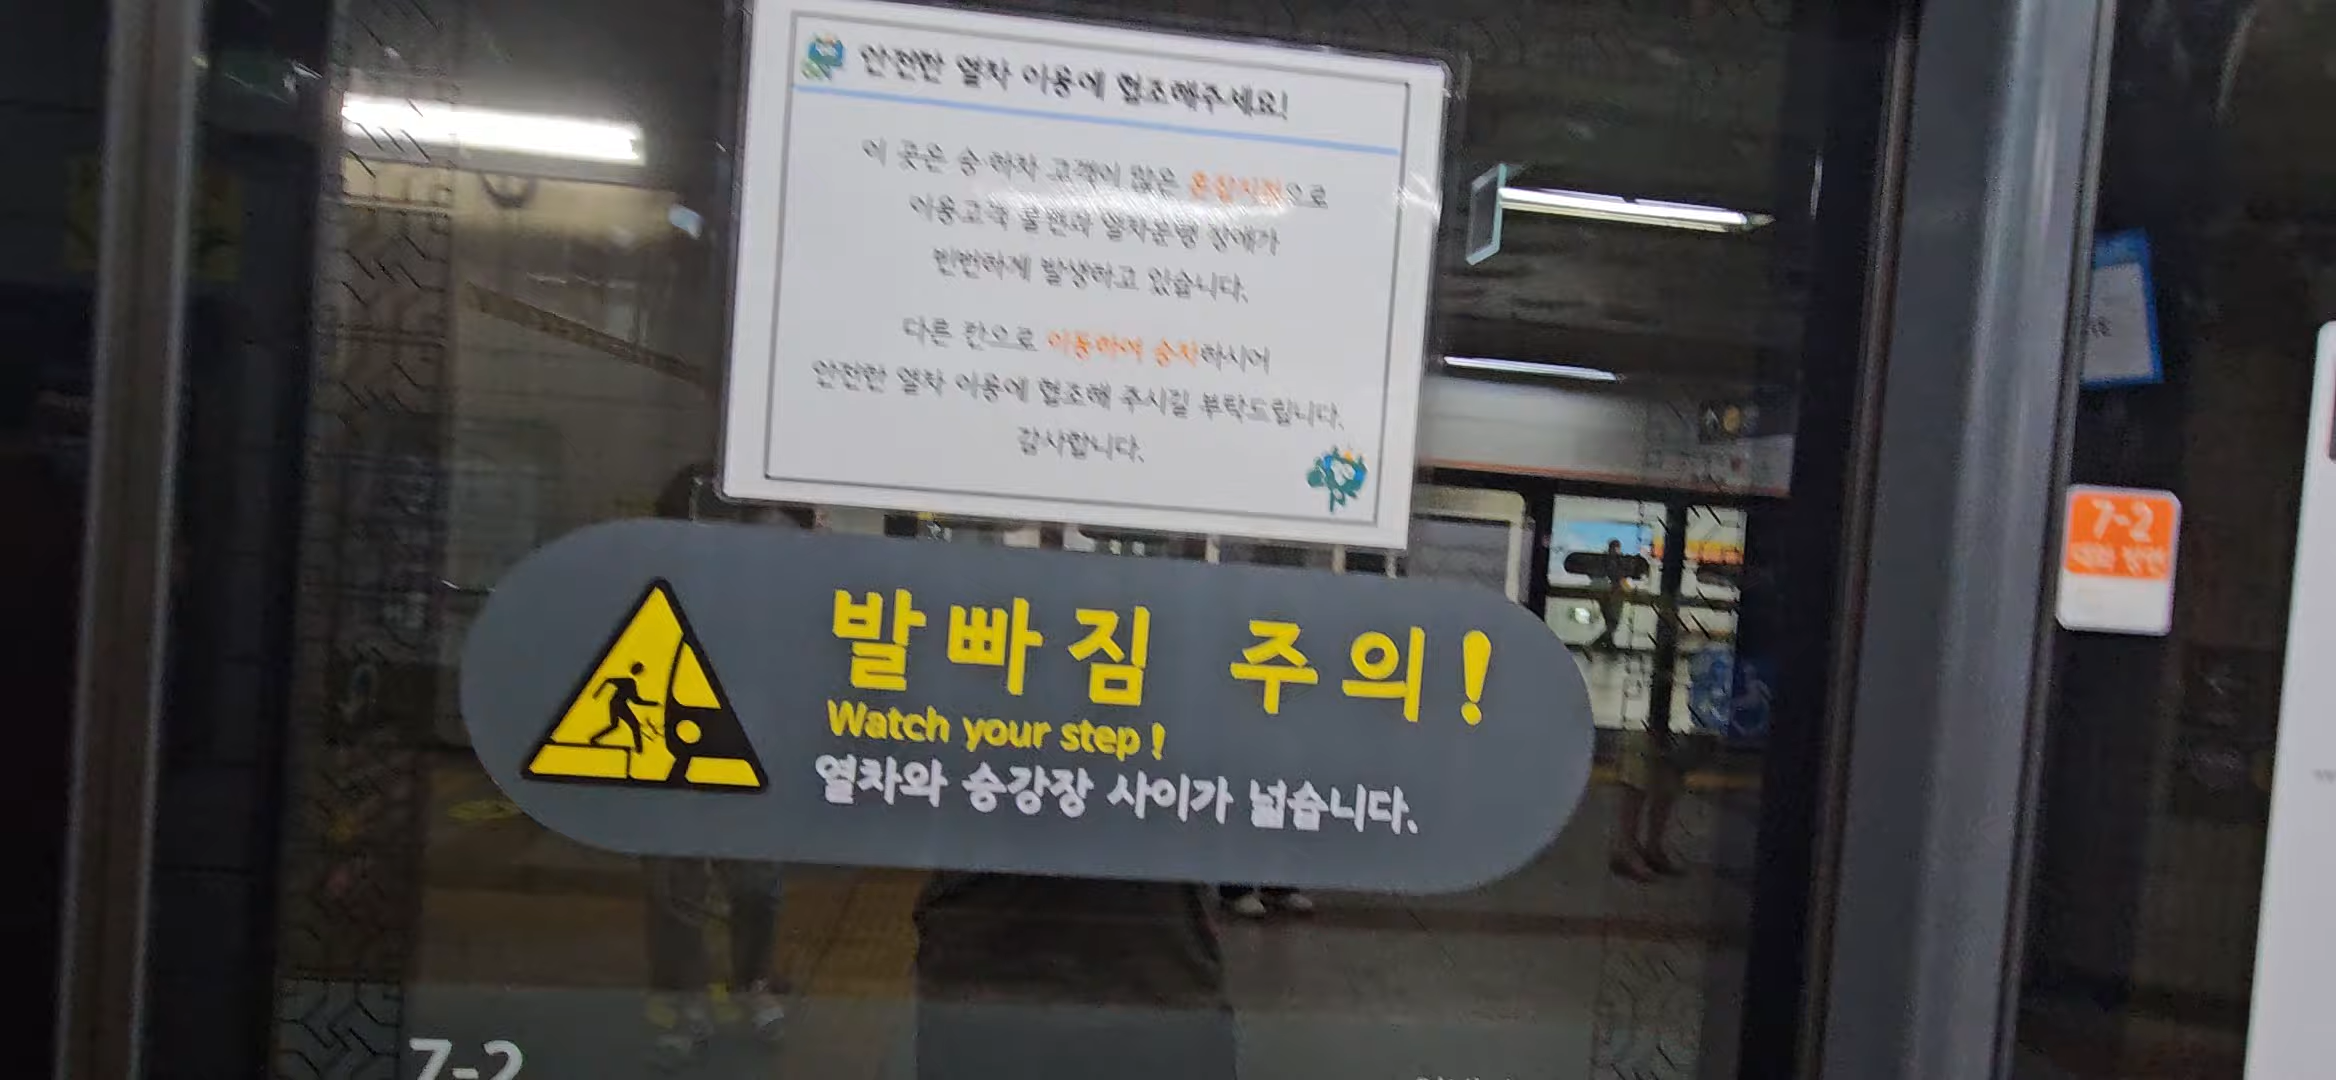 안전한 열차 이용에 협조해주세요!
이 곳은 승·하차 고객이 많은 혼잡지점으로
이용고객 불편과 열차운행 장애가
빈번하게 발생하고 있습니다.
다른 칸으로 이동하여 승차하시어
안전한 열차 이용에 협조해 주시길 부탁드립니다.
감사합니다.
발빠짐 주의!
Watch your step!
열차와 승강장 사이가 넓습니다.
7-2
대화 방면
7-2